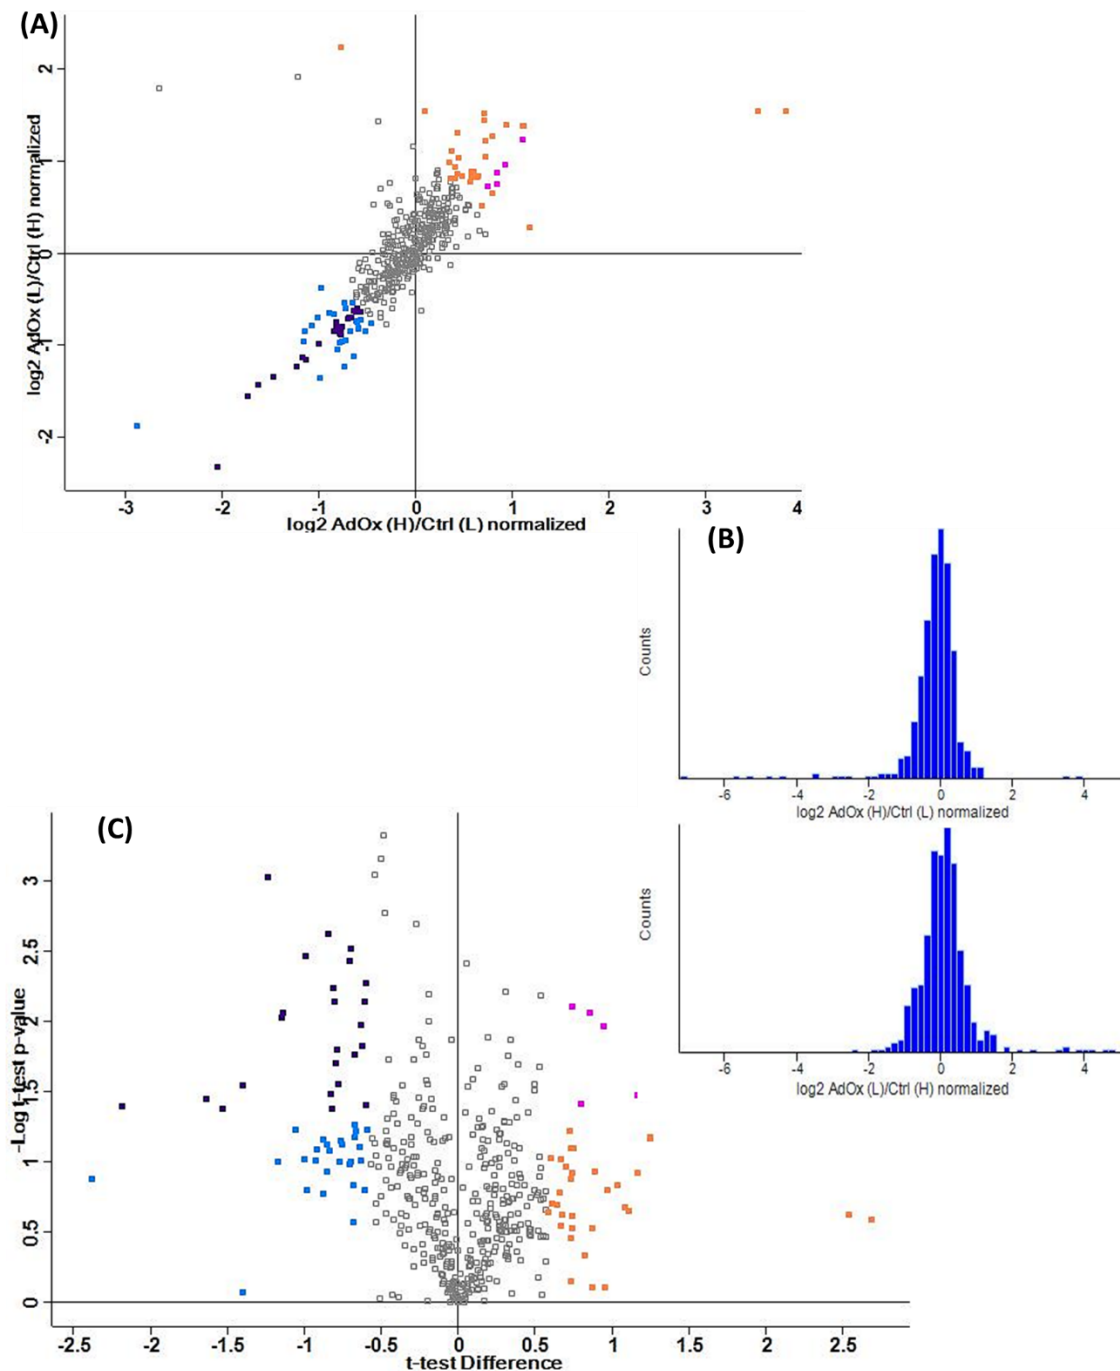 (A)
log2 AdOx (L)/Ctrl (H) normalized
2
1
0
-1
-2
-3 -2 -1 0 1 2 3 4
log2 AdOx (H)/Ctrl (L) normalized
(B)
Counts
-6 -4 -2 0 2 4
log2 AdOx (H)/Ctrl (L) normalized
Counts
-6 -4 -2 0 2 4
log2 AdOx (L)/Ctrl (H) normalized
(C)
-Log t-test p-value
3
2.5
2
1.5
1
0.5
0
-2.5 -2 -1.5 -1 -0.5 0 0.5 1 1.5 2 2.5
t-test Difference